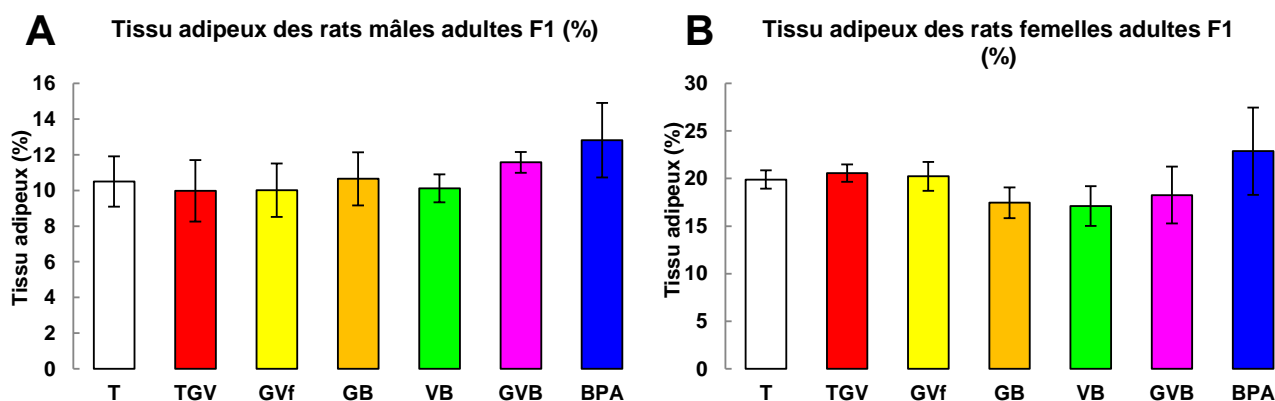 A
Tissu adipeux des rats mâles adultes F1 (%)
Tissu adipeux (%)
16
14
12
10
8
6
4
2
0
T TGV GVf GB VB GVB BPA
B
Tissu adipeux des rats femelles adultes F1
(%)
Tissu adipeux (%)
30
25
20
15
10
5
0
T TGV GVf GB VB GVB BPA